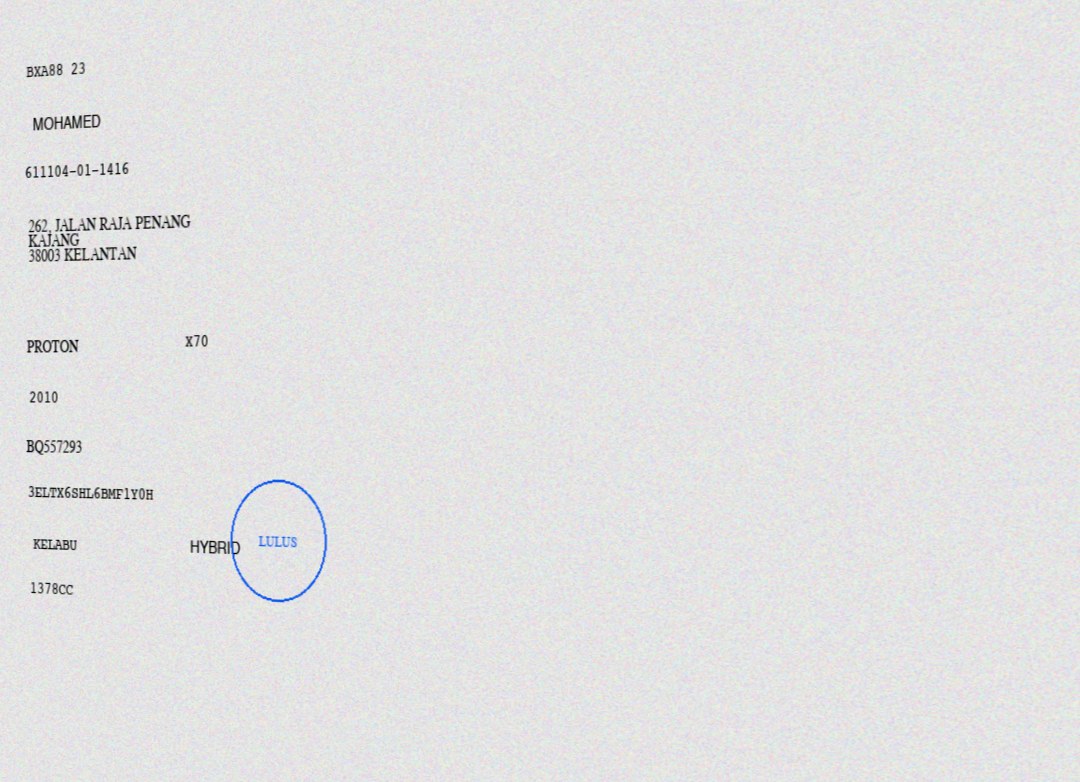 BXA88 23
MOHAMED
611104-01-1416
262, JALAN RAJA PENANG
KAJANG
38003 KELANTAN
PROTON X70
2010
BQ557293
3ELTX6SHL6BMF1Y0H
KELABU HYBRID
LULUS
1378CC